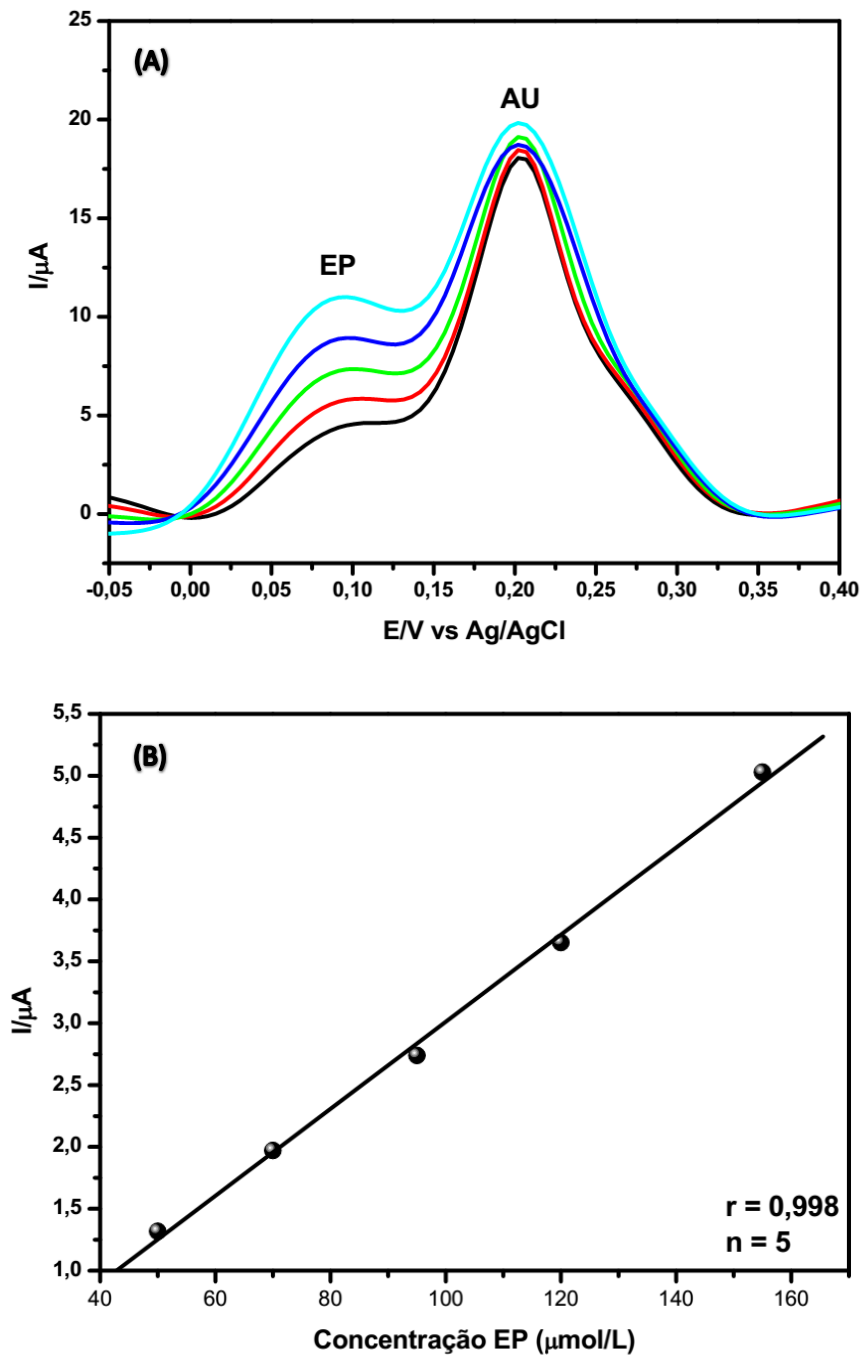 (A)
AU
EP
25
20
15
10
5
0
I/μA
-0,05 0,00 0,05 0,10 0,15 0,20 0,25 0,30 0,35 0,40
E/V vs Ag/AgCl
(B)
5,5
5,0
4,5
4,0
3,5
3,0
2,5
2,0
1,5
1,0
I/μA
r = 0,998
n = 5
40 60 80 100 120 140 160
Concentração EP (μmol/L)